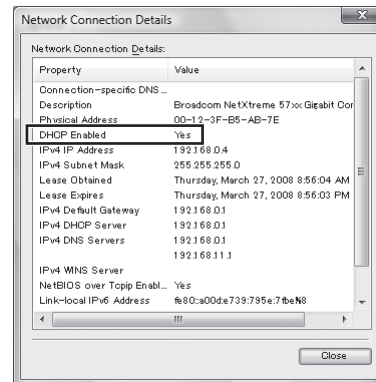 Network Connection Details
Network Connection Details:
Property Value
Connection-specific DNS ...
Description Broadcom NetXtreme 57xx Gigabit Cor
Physical Address 00-12-3F-B5-AB-7E
DHCP Enabled Yes
IPv4 IP Address 192.168.0.4
IPv4 Subnet Mask 255.255.255.0
Lease Obtained Thursday, March 27, 2008 8:56:04 AM
Lease Expires Thursday, March 27, 2008 8:56:03 PM
IPv4 Default Gateway 192.168.0.1
IPv4 DHCP Server 192.168.0.1
IPv4 DNS Servers 192.168.0.1
192.168.11.1
IPv4 WINS Server
NetBIOS over Tcpip Enabl... Yes
Link-local IPv6 Address fe80::a00d:e739:795e:7fbe%8
Close